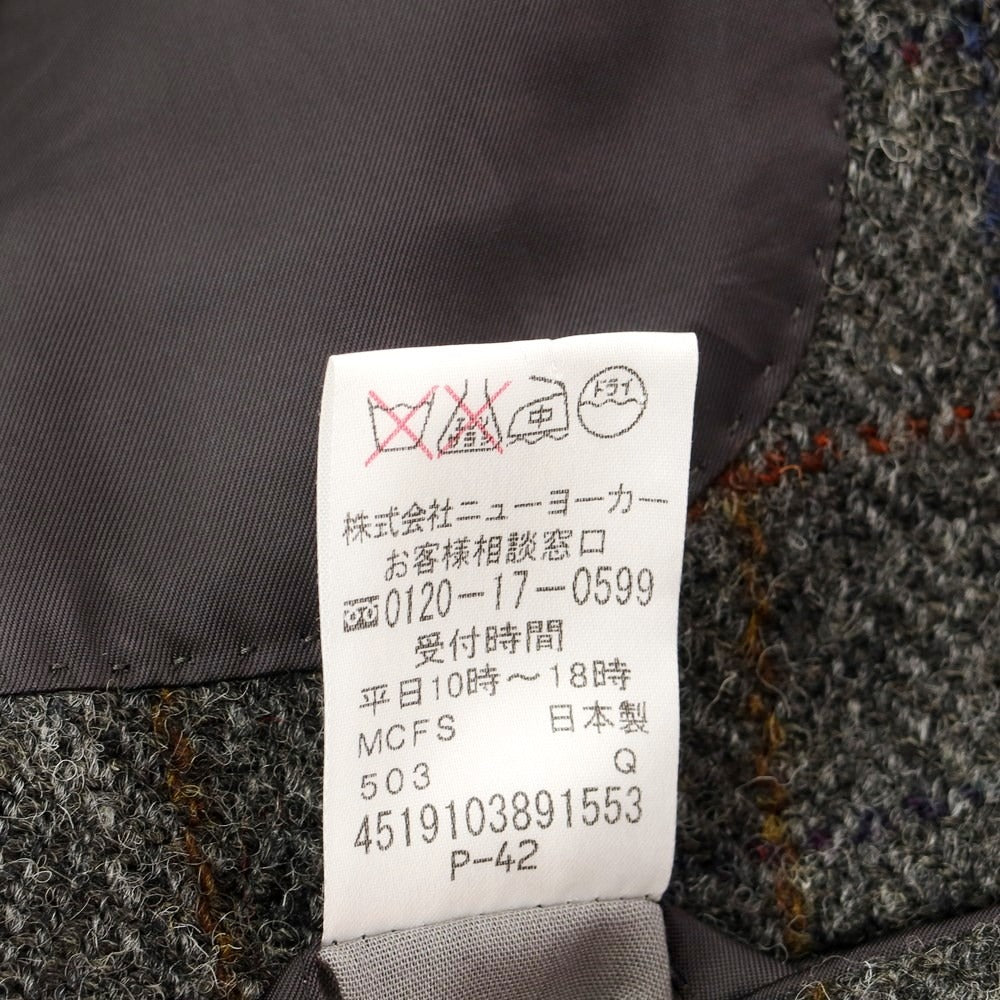 中 ドライ
株式会社ニューヨーカー
お客様相談窓口
0120-17-0599
受付時間
平日10時～18時
MCFS 日本製
503 Q
4519103891553
P-42